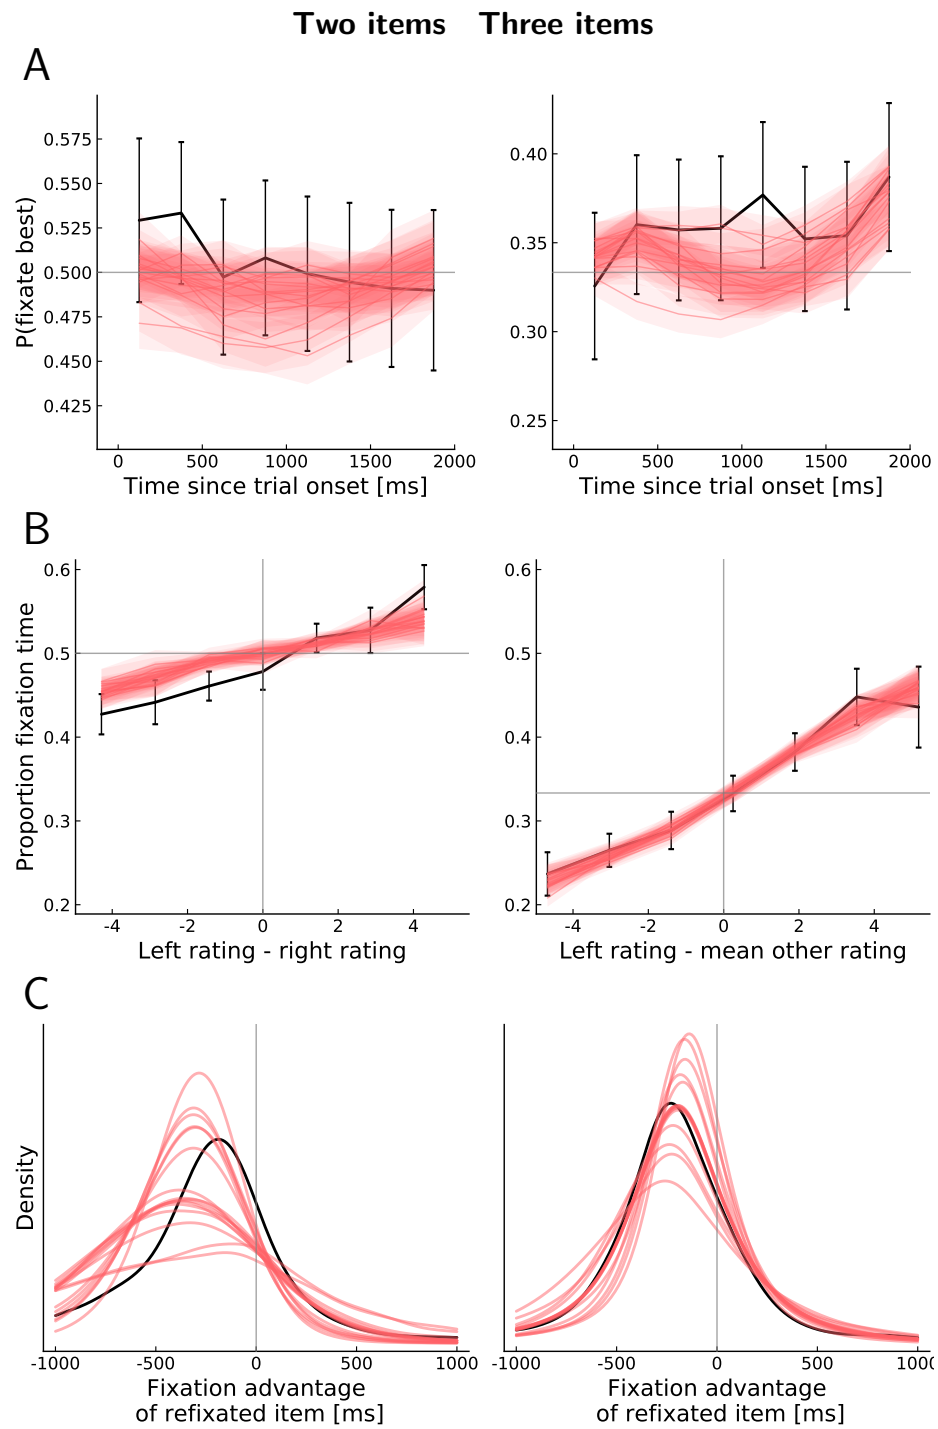 Two items Three items
A
P(fixate best)
0.575
0.550
0.525
0.500
0.475
0.450
0.425
0 500 1000 1500 2000
Time since trial onset [ms]
0.40
0.35
0.30
0.25
0 500 1000 1500 2000
Time since trial onset [ms]
B
Proportion fixation time
0.6
0.5
0.4
0.3
0.2
-4 -2 0 2 4
Left rating - right rating
0.6
0.5
0.4
0.3
0.2
-4 -2 0 2 4
Left rating - mean other rating
C
Density
-1000 -500 0 500 1000
Fixation advantage
of refixated item [ms]
-1000 -500 0 500 1000
Fixation advantage
of refixated item [ms]